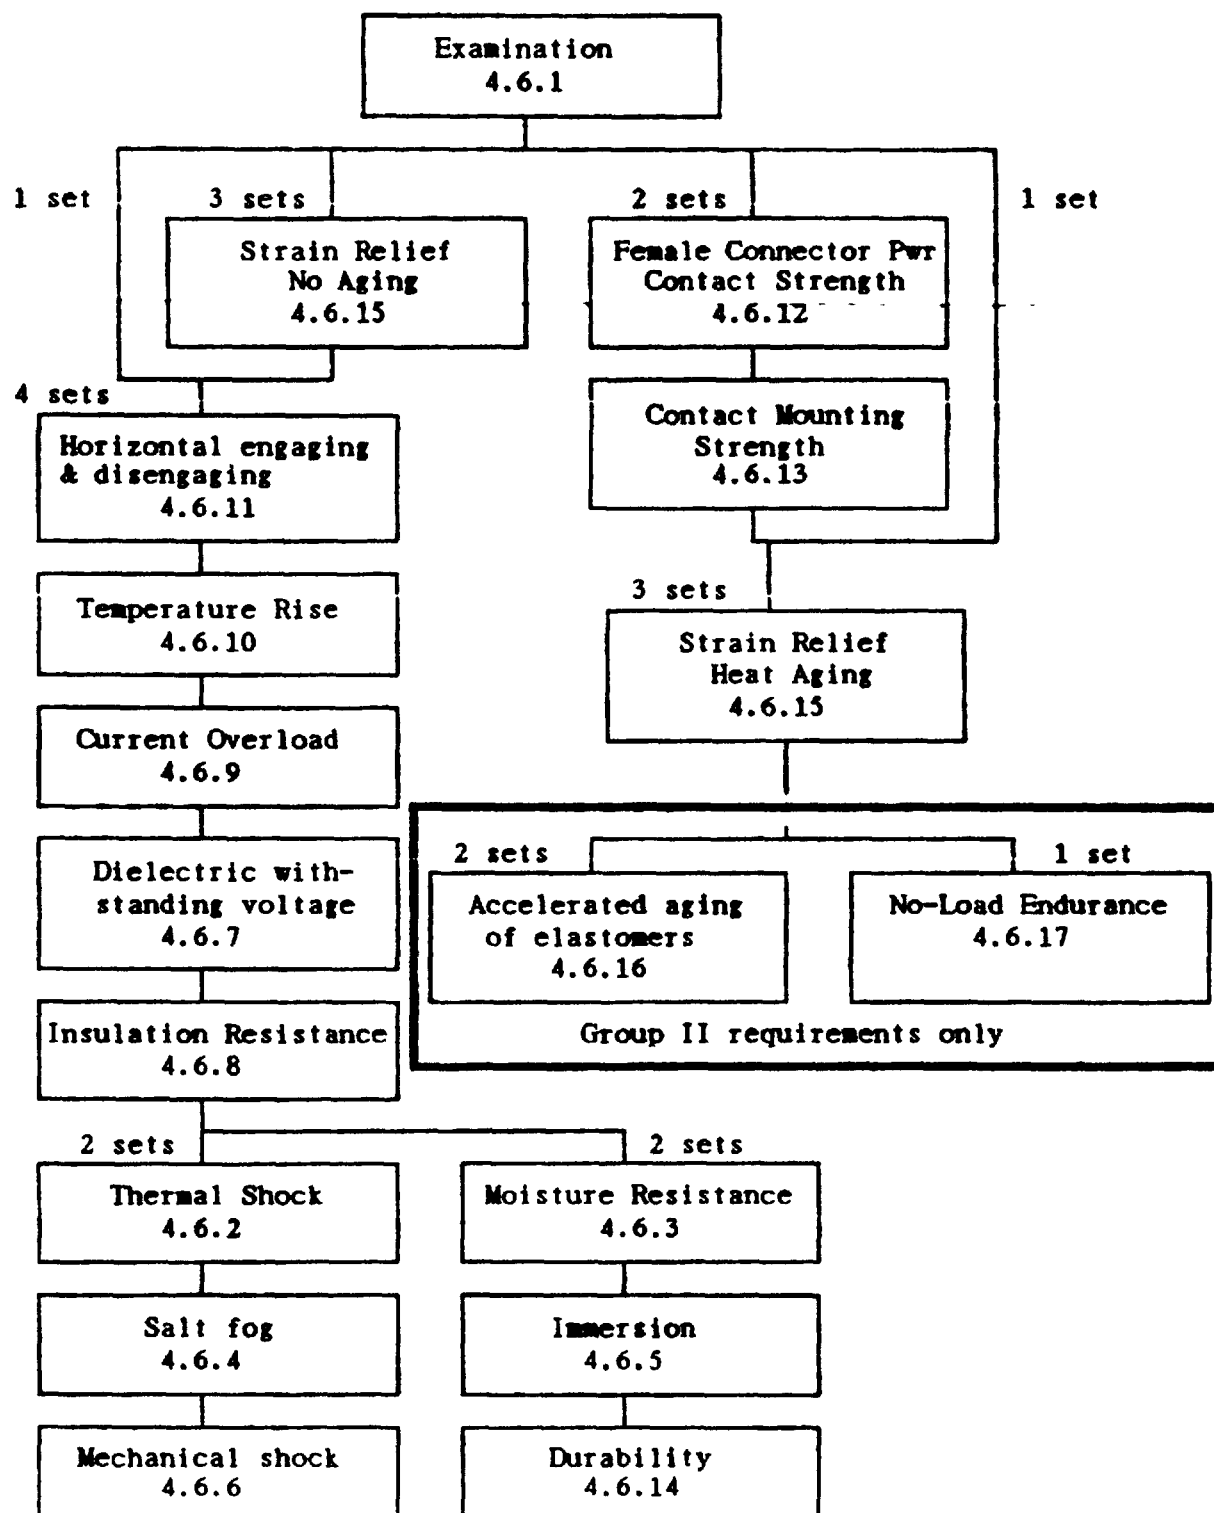 Examination
4.6.1
1 set
3 sets
2 sets
1 set
Strain Relief
No Aging
4.6.15
Female Connector Pwr
Contact Strength
4.6.12
4 sets
Horizontal engaging
& disengaging
4.6.11
Contact Mounting
Strength
4.6.13
Temperature Rise
4.6.10
3 sets
Strain Relief
Heat Aging
4.6.15
Current Overload
4.6.9
Dielectric with-
standing voltage
4.6.7
2 sets
1 set
Accelerated aging
of elastomers
4.6.16
No-Load Endurance
4.6.17
Group II requirements only
Insulation Resistance
4.6.8
2 sets
2 sets
Thermal Shock
4.6.2
Moisture Resistance
4.6.3
Salt fog
4.6.4
Immersion
4.6.5
Mechanical shock
4.6.6
Durability
4.6.14